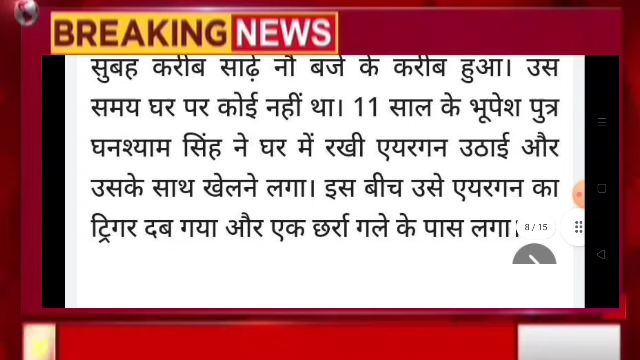 BREAKING NEWS
सुबह करीब साढ़े नौ बजे के करीब हुआ। उस
समय घर पर कोई नहीं था। 11 साल के भूपेश पुत्र
घनश्याम सिंह ने घर में रखी एयरगन उठाई और
उसके साथ खेलने लगा। इस बीच उसे एयरगन का
ट्रिगर दब गया और एक छर्रा गले के पास लगा।
8 / 15